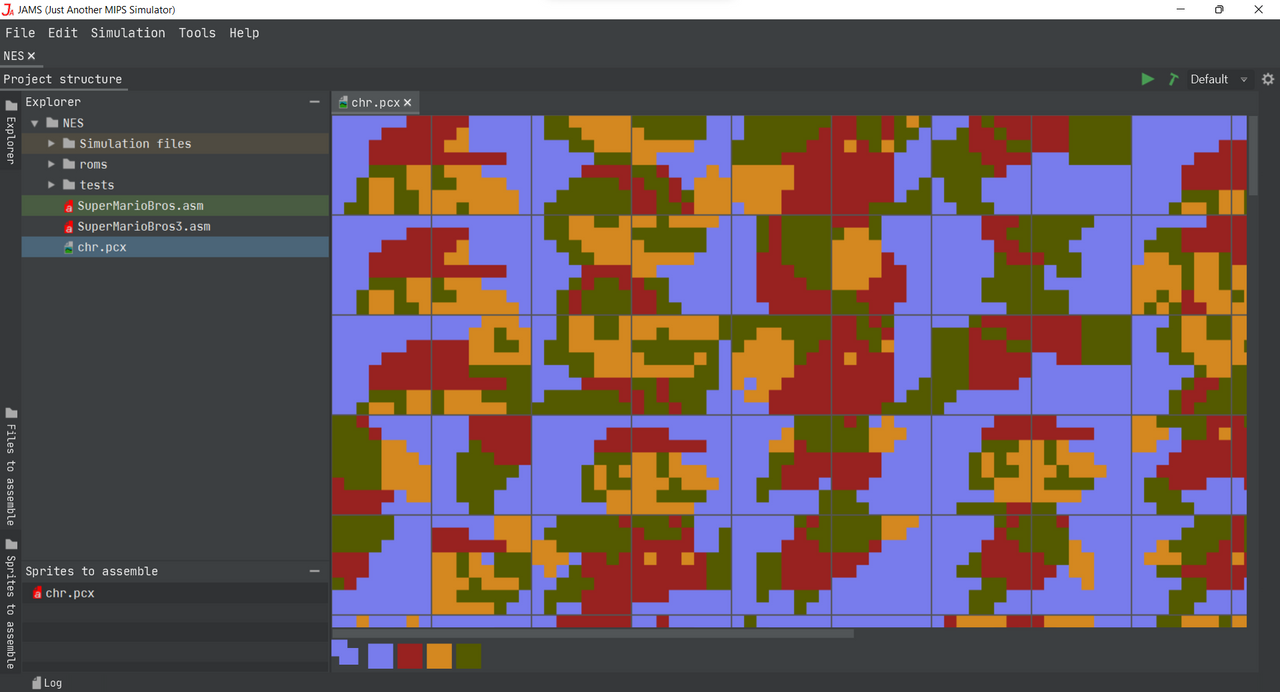 JAMS (Just Another MIPS Simulator)
File Edit Simulation Tools Help
NES
Project structure
Default
Explorer
Explorer
chr.pcx
NES
Simulation files
roms
tests
SuperMarioBros.asm
SuperMarioBros3.asm
chr.pcx
Files to assemble
Sprites to assemble
Sprites to assemble
chr.pcx
Log